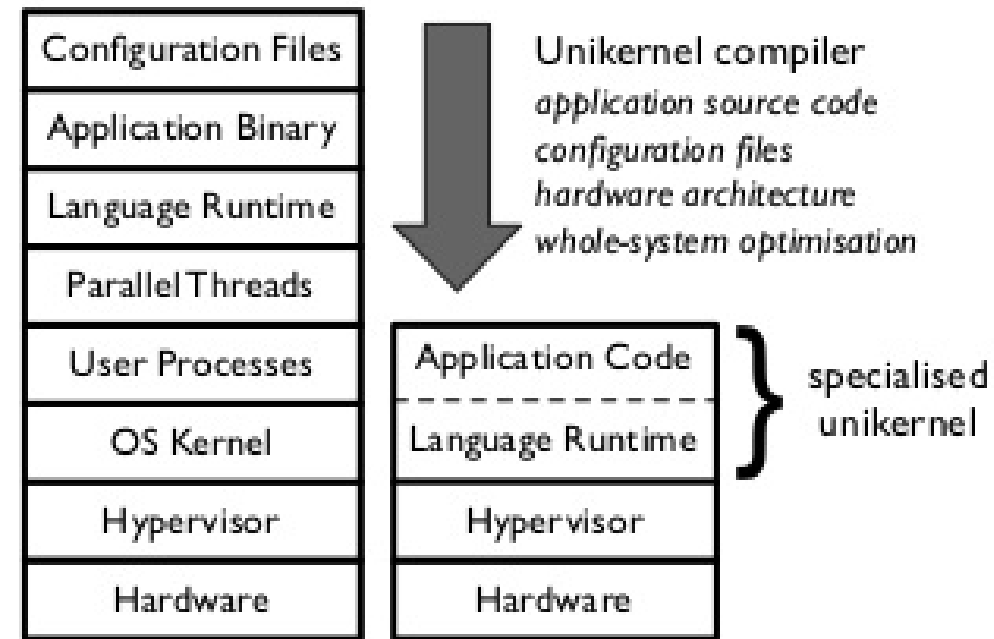 Configuration Files
Application Binary
Language Runtime
Parallel Threads
User Processes
OS Kernel
Hypervisor
Hardware
Unikernel compiler
application source code
configuration files
hardware architecture
whole-system optimisation
Application Code
Language Runtime
Hypervisor
Hardware
specialised
unikernel